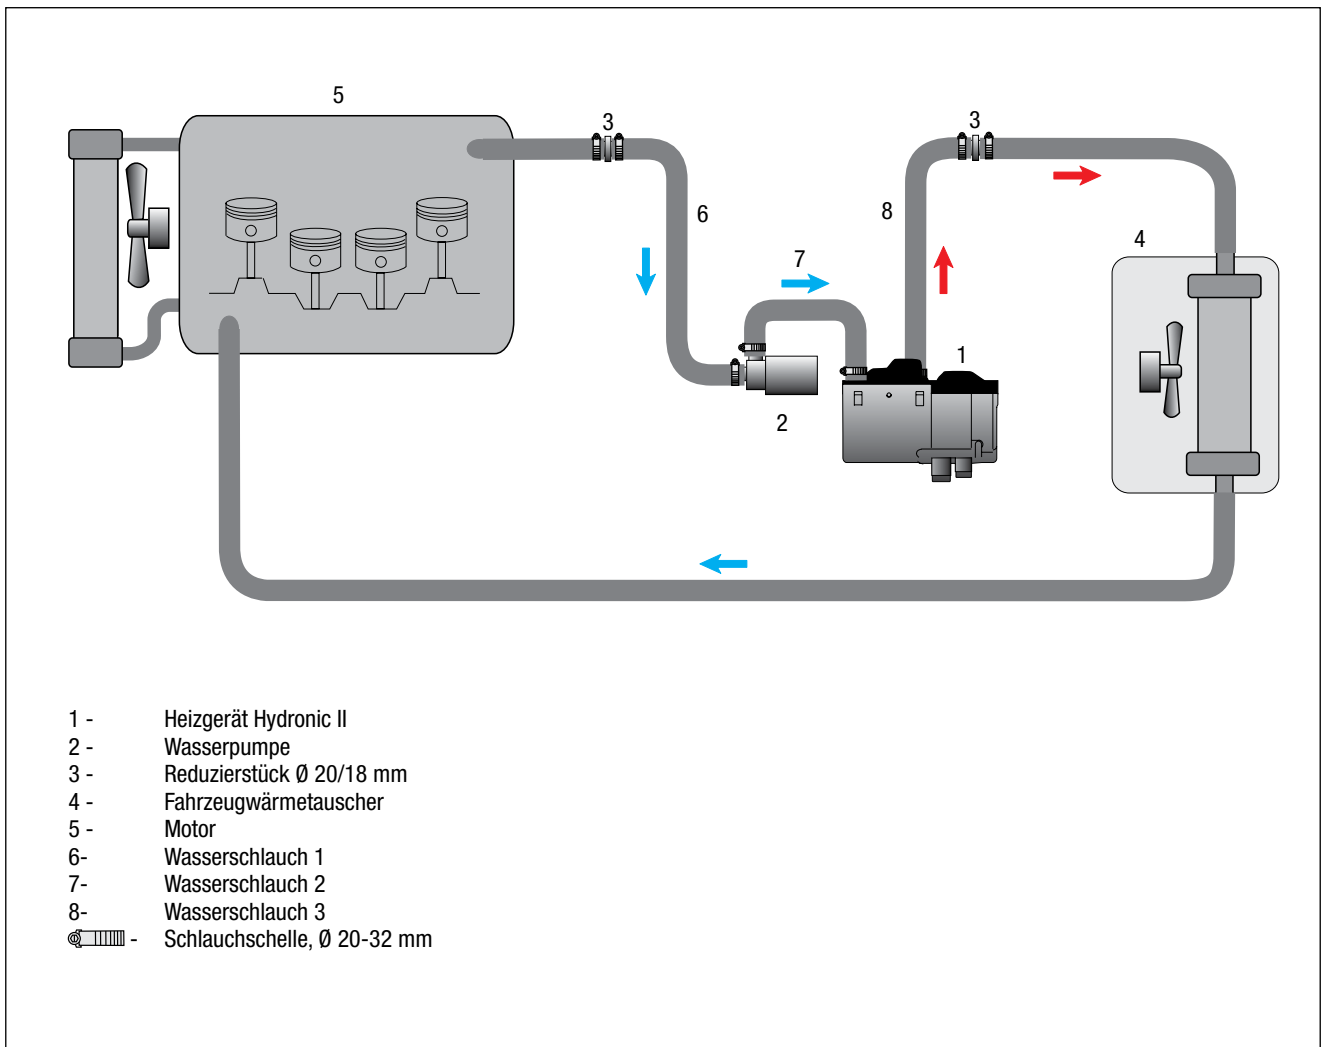 5
3
3
6
8
4
7
1
2
1 - Heizgerät Hydronic II
2 - Wasserpumpe
3 - Reduzierstück Ø 20/18 mm
4 - Fahrzeugwärmetauscher
5 - Motor
6- Wasserschlauch 1
7- Wasserschlauch 2
8- Wasserschlauch 3
- Schlauchschelle, Ø 20-32 mm